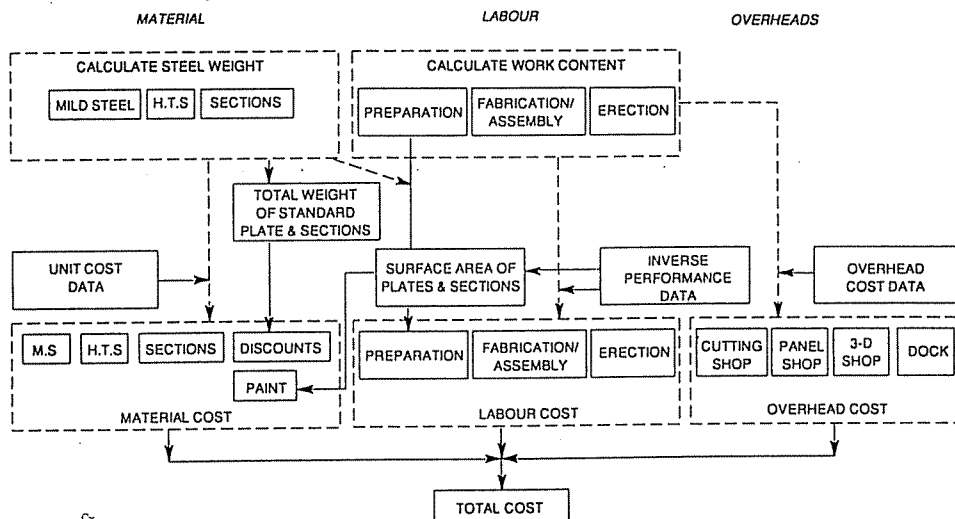 MATERIAL
LABOUR
OVERHEADS
CALCULATE STEEL WEIGHT
MILD STEEL
H.T.S
SECTIONS
CALCULATE WORK CONTENT
PREPARATION
FABRICATION/
ASSEMBLY
ERECTION
TOTAL WEIGHT
OF STANDARD
PLATE & SECTIONS
UNIT COST
DATA
SURFACE AREA OF
PLATES & SECTIONS
INVERSE
PERFORMANCE
DATA
OVERHEAD
COST DATA
M.S
H.T.S
SECTIONS
DISCOUNTS
PAINT
MATERIAL COST
PREPARATION
FABRICATION/
ASSEMBLY
ERECTION
LABOUR COST
CUTTING
SHOP
PANEL
SHOP
3-D
SHOP
DOCK
OVERHEAD COST
TOTAL COST